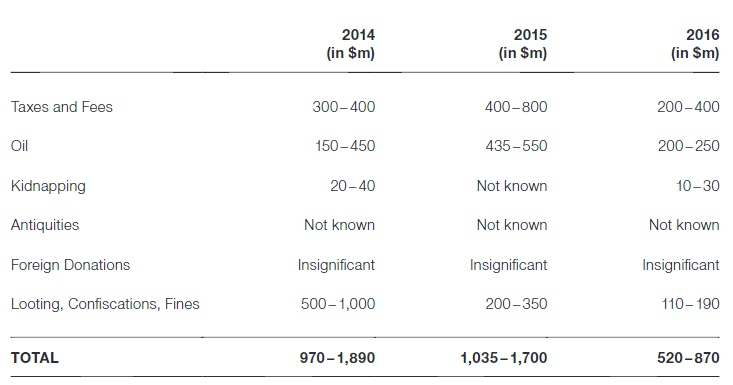 2014 2015 2016
(in $m) (in $m) (in $m)
Taxes and Fees 300–400 400–800 200–400
Oil 150–450 435–550 200–250
Kidnapping 20–40 Not known 10–30
Antiquities Not known Not known Not known
Foreign Donations Insignificant Insignificant Insignificant
Looting, Confiscations, Fines 500–1,000 200–350 110–190
TOTAL 970–1,890 1,035–1,700 520–870